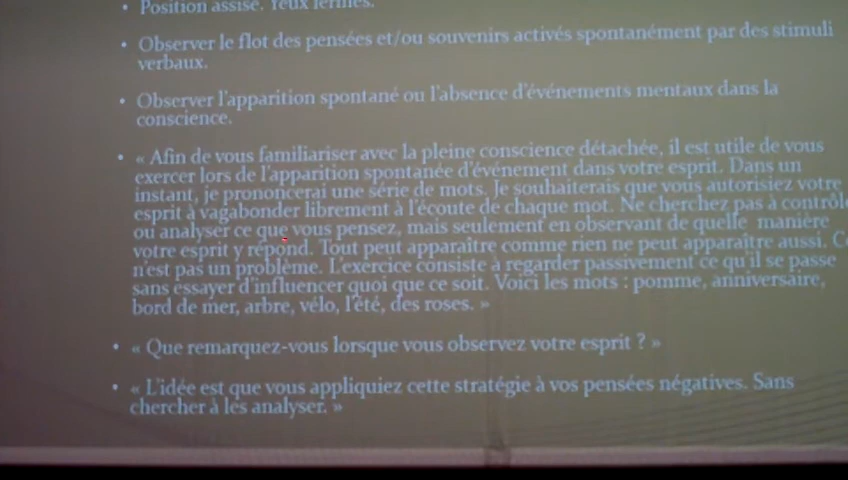 • Position assise. Yeux fermés.
• Observer le flot des pensées et/ou souvenirs activés spontanément par des stimuli
verbaux.
• Observer l'apparition spontané ou l'absence d'événements mentaux dans la
conscience.
• « Afin de vous familiariser avec la pleine conscience détachée, il est utile de vous
exercer lors de l'apparition spontanée d'événement dans votre esprit. Dans un
instant, je prononcerai une série de mots. Je souhaiterais que vous autorisiez votre
esprit à vagabonder librement à l'écoute de chaque mot. Ne cherchez pas à contrôle
ou analyser ce que vous pensez, mais seulement en observant de quelle manière
votre esprit y répond. Tout peut apparaître comme rien ne peut apparaître aussi. C
n'est pas un problème. L'exercice consiste à regarder passivement ce qu'il se passe
sans essayer d'influencer quoi que ce soit. Voici les mots : pomme, anniversaire,
bord de mer, arbre, vélo, l'été, des roses. »
• « Que remarquez-vous lorsque vous observez votre esprit ? »
• « L'idée est que vous appliquiez cette stratégie à vos pensées négatives. Sans
chercher à les analyser. »